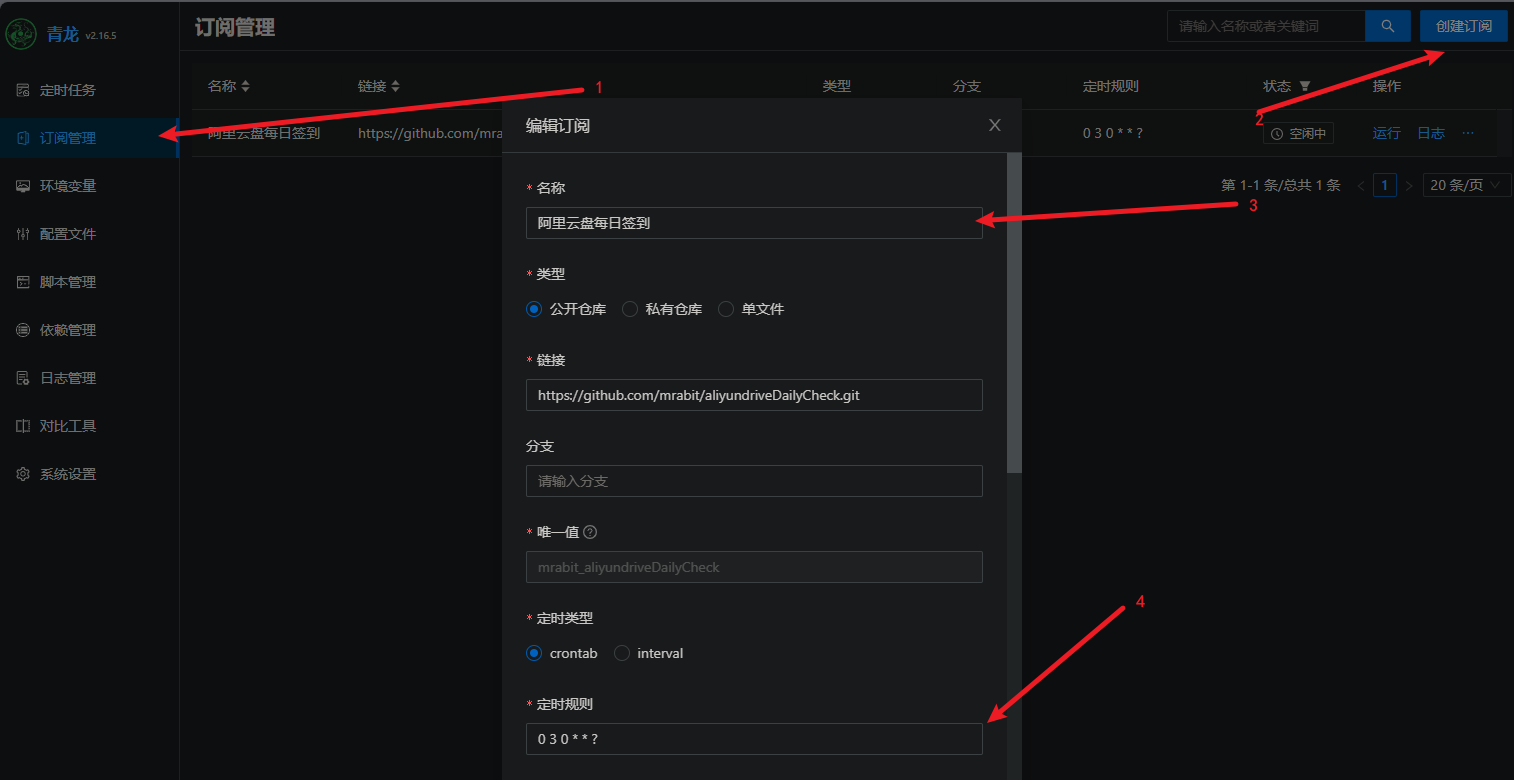 青龙 v2.16.5
定时任务
订阅管理
环境变量
配置文件
脚本管理
依赖管理
日志管理
对比工具
系统设置
订阅管理
请输入名称或者关键词
创建订阅
名称 链接 类型 分支 定时规则 状态 操作
阿里云盘每日签到 https://github.com/mra 0 3 0 * * ? 空闲中 运行 日志 ···
第 1-1 条/总共 1 条 < 1 > 20 条/页
1
2
3
4
编辑订阅
* 名称
阿里云盘每日签到
* 类型
公开仓库 私有仓库 单文件
* 链接
https://github.com/mrabit/aliyundriveDailyCheck.git
分支
请输入分支
* 唯一值 ?
mrabit_aliyundriveDailyCheck
* 定时类型
crontab interval
* 定时规则
0 3 0 * * ?